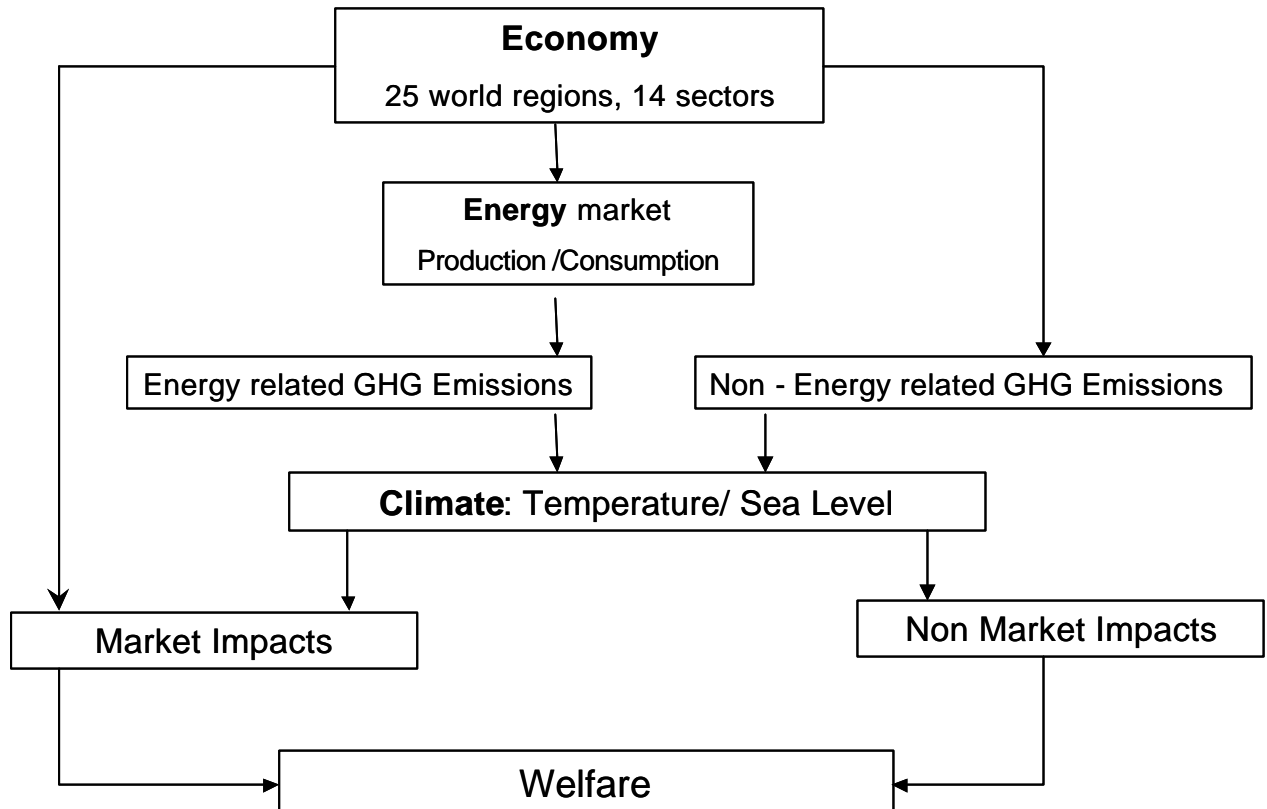 Economy
25 world regions, 14 sectors
Energy market
Production /Consumption
Energy related GHG Emissions
Non - Energy related GHG Emissions
Climate: Temperature/ Sea Level
Market Impacts
Non Market Impacts
Welfare